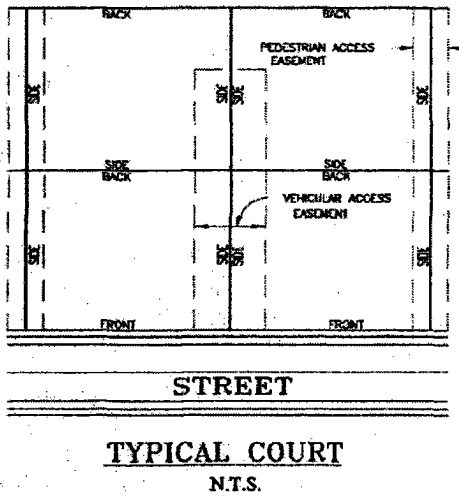 BACK
BACK
PEDESTRIAN ACCESS
EASEMENT
SIDE
SIDE
SIDE
SIDE
SIDE
SIDE
BACK
BACK
VEHICULAR ACCESS
EASEMENT
SIDE
SIDE
SIDE
SIDE
FRONT
FRONT
STREET
TYPICAL COURT
N.T.S.